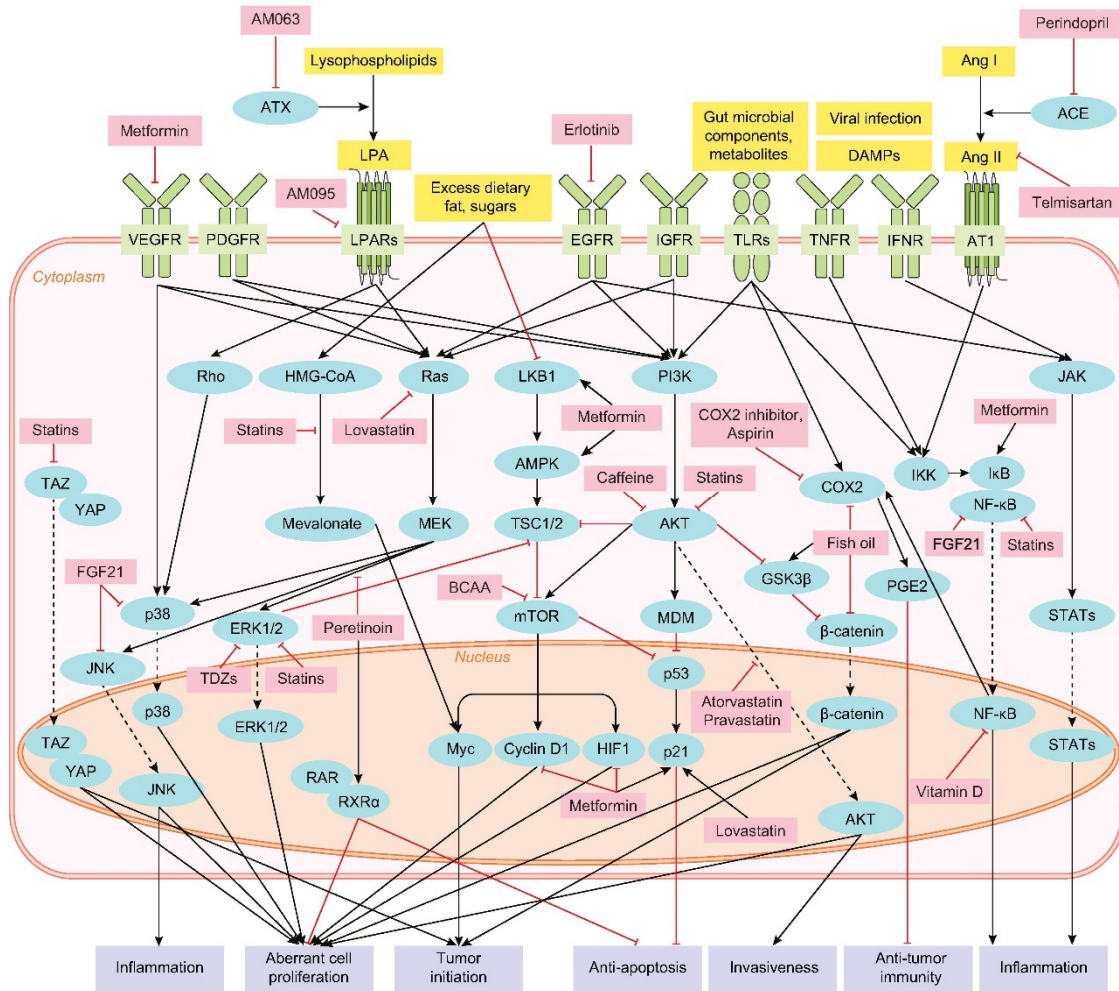 AM063
Perindopril
Lysophospholipids
Ang I
ATX
ACE
Metformin
Erlotinib
Gut microbial
components,
metabolites
Viral infection
DAMPs
LPA
Ang II
AM095
Excess dietary
fat, sugars
Telmisartan
VEGFR
PDGFR
LPARs
EGFR
IGFR
TLRs
TNFR
IFNR
AT1
Cytoplasm
Rho
HMG-CoA
Ras
LKB1
PI3K
JAK
Statins
Statins
Lovastatin
Metformin
COX2 inhibitor,
Aspirin
Metformin
TAZ
YAP
AMPK
Caffeine
Statins
COX2
IKK
IκB
NF-κB
Mevalonate
MEK
TSC1/2
AKT
Fish oil
FGF21
Statins
FGF21
BCAA
GSK3β
PGE2
p38
ERK1/2
Peretinoin
mTOR
MDM
β-catenin
STATs
JNK
TDZs
Statins
Nucleus
p53
Atorvastatin
Pravastatin
p38
ERK1/2
β-catenin
NF-κB
TAZ
YAP
Myc
Cyclin D1
HIF1
p21
STATs
JNK
RAR
RXRα
Metformin
Lovastatin
AKT
Vitamin D
Inflammation
Aberrant cell
proliferation
Tumor
initiation
Anti-apoptosis
Invasiveness
Anti-tumor
immunity
Inflammation